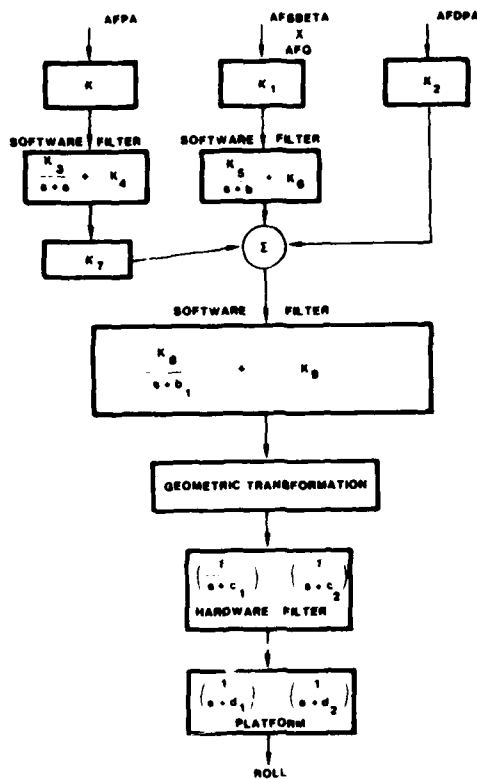 AFPA
AFSBETA
X
AFQ
AFDPA
K
K1
K2
SOFTWARE FILTER
K3
s + a + K4
SOFTWARE FILTER
K5
s + b + K6
K7
Σ
SOFTWARE FILTER
K8
s + b1 + K9
GEOMETRIC TRANSFORMATION
(1 / s + c1) (1 / s + c2)
HARDWARE FILTER
(1 / s + d1) (1 / s + d2)
PLATFORM
ROLL